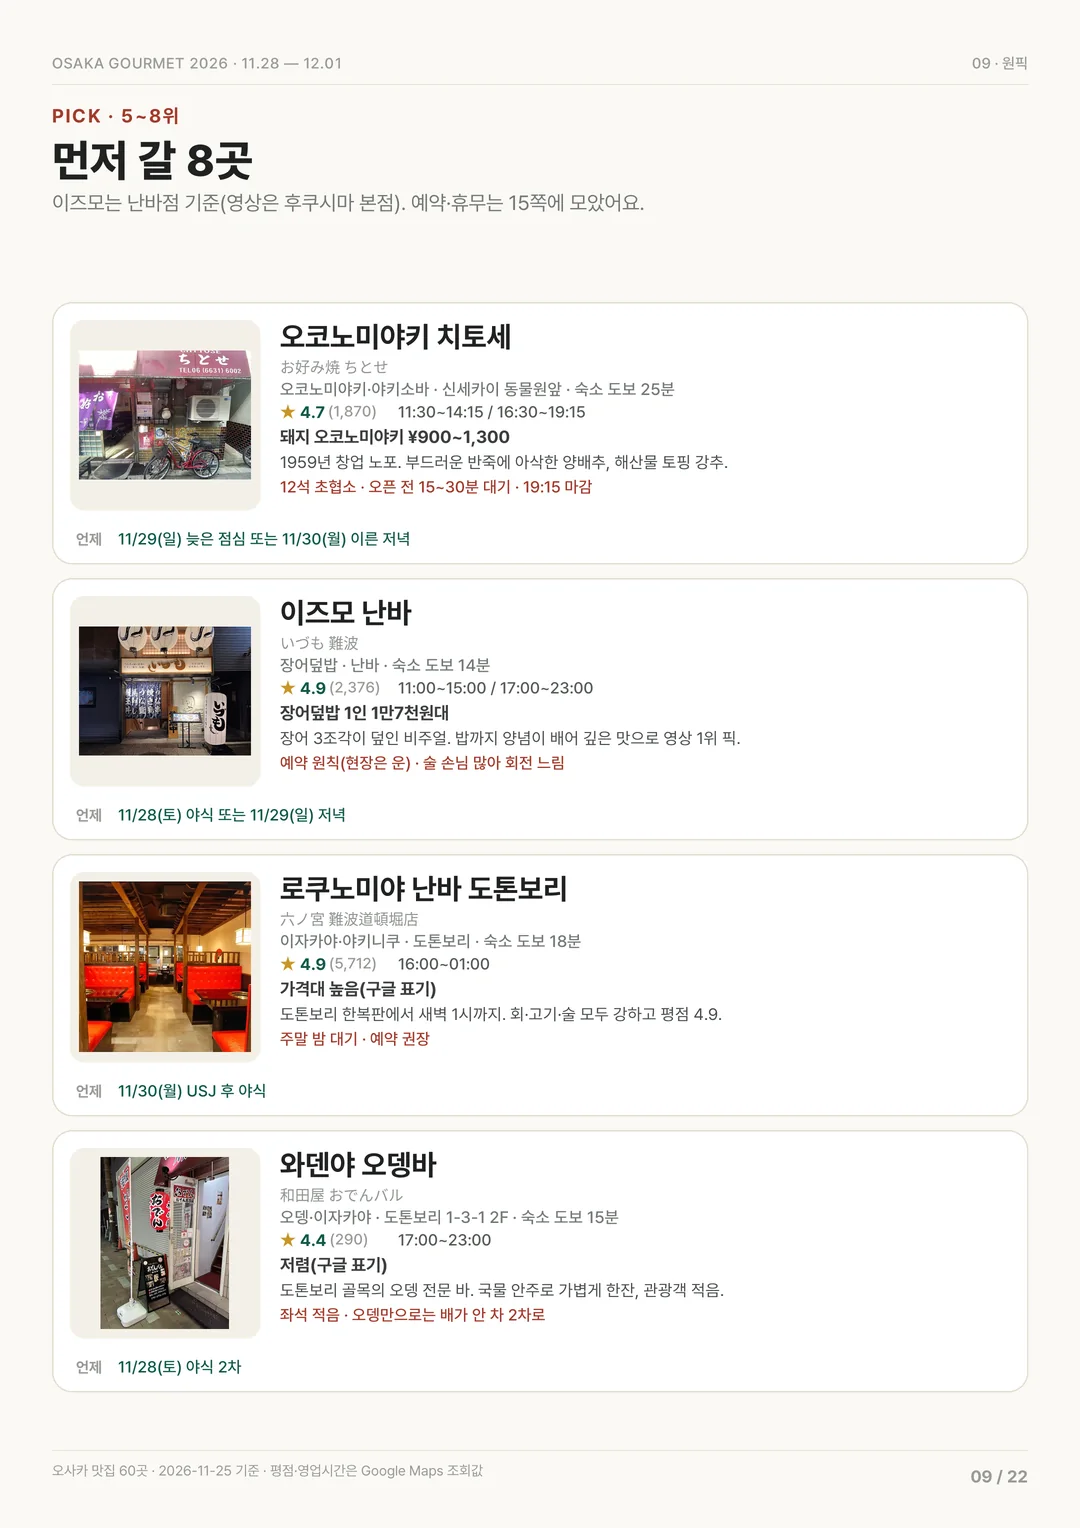 OSAKA GOURMET 2026 · 11.28 — 12.01
09 · 원픽
PICK · 5~8위
먼저 갈 8곳
이즈모는 난바점 기준(영상은 후쿠시마 본점). 예약·휴무는 15쪽에 모았어요.
ちとせ
TEL06 (6631) 6002
오코노미야키 치토세
お好み焼 ちとせ
오코노미야키·야키소바 · 신세카이 동물원앞 · 숙소 도보 25분
★ 4.7 (1,870) 11:30~14:15 / 16:30~19:15
돼지 오코노미야키 ¥900~1,300
1959년 창업 노포. 부드러운 반죽에 아삭한 양배추, 해산물 토핑 강추.
12석 초협소 · 오픈 전 15~30분 대기 · 19:15 마감
언제 11/29(일) 늦은 점심 또는 11/30(월) 이른 저녁
いづも
이즈모 난바
いづも 難波
장어덮밥 · 난바 · 숙소 도보 14분
★ 4.9 (2,376) 11:00~15:00 / 17:00~23:00
장어덮밥 1인 1만7천원대
장어 3조각이 덮인 비주얼. 밥까지 양념이 배어 깊은 맛으로 영상 1위 픽.
예약 원칙(현장은 운) · 술 손님 많아 회전 느림
언제 11/28(토) 야식 또는 11/29(일) 저녁
로쿠노미야 난바 도톤보리
六ノ宮 難波道頓堀店
이자카야·야키니쿠 · 도톤보리 · 숙소 도보 18분
★ 4.9 (5,712) 16:00~01:00
가격대 높음(구글 표기)
도톤보리 한복판에서 새벽 1시까지. 회·고기·술 모두 강하고 평점 4.9.
주말 밤 대기 · 예약 권장
언제 11/30(월) USJ 후 야식
おでん
와덴야 오뎅바
和田屋 おでんバル
오뎅·이자카야 · 도톤보리 1-3-1 2F · 숙소 도보 15분
★ 4.4 (290) 17:00~23:00
저렴(구글 표기)
도톤보리 골목의 오뎅 전문 바. 국물 안주로 가볍게 한잔, 관광객 적음.
좌석 적음 · 오뎅만으로는 배가 안 차 2차로
언제 11/28(토) 야식 2차
오사카 맛집 60곳 · 2026-11-25 기준 · 평점·영업시간은 Google Maps 조회값
09 / 22